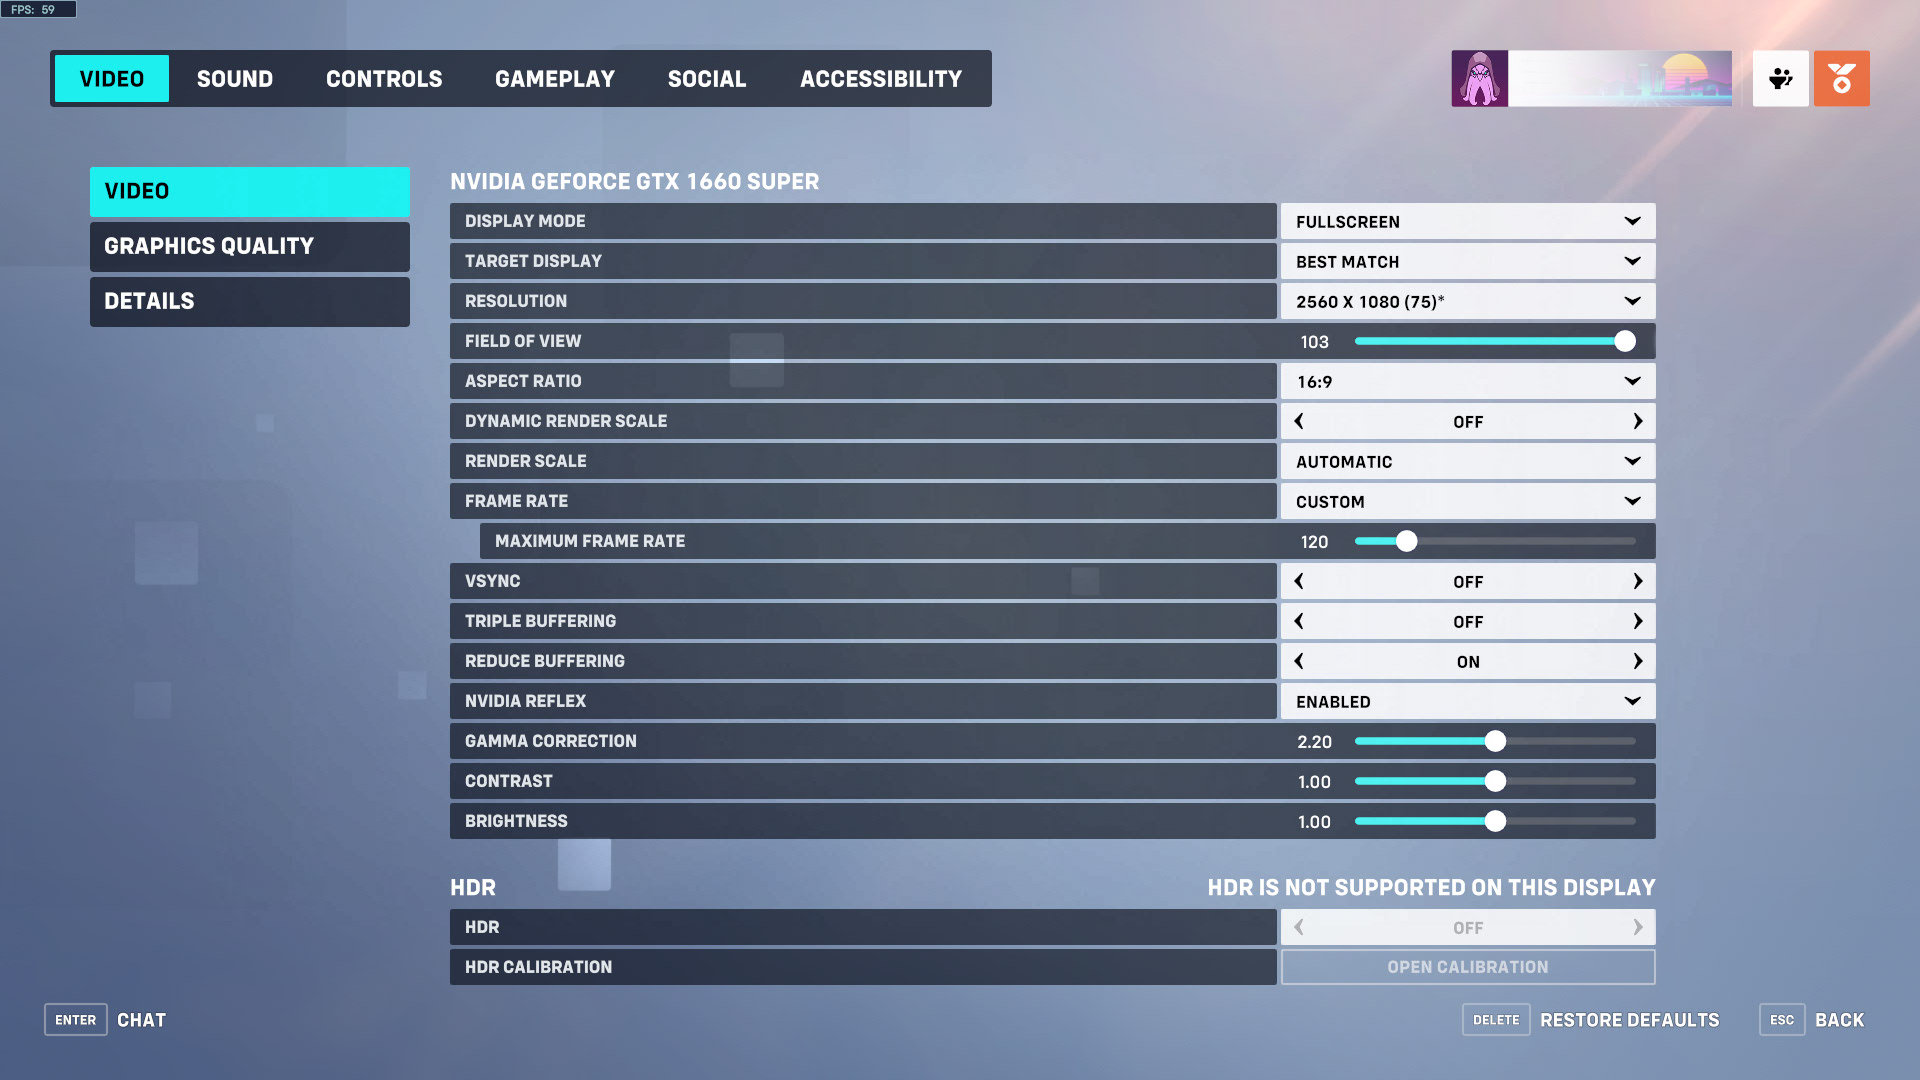 FPS: 59
VIDEO SOUND CONTROLS GAMEPLAY SOCIAL ACCESSIBILITY
VIDEO
GRAPHICS QUALITY
DETAILS
NVIDIA GEFORCE GTX 1660 SUPER
DISPLAY MODE FULLSCREEN
TARGET DISPLAY BEST MATCH
RESOLUTION 2560 X 1080 (75)*
FIELD OF VIEW 103
ASPECT RATIO 16:9
DYNAMIC RENDER SCALE OFF
RENDER SCALE AUTOMATIC
FRAME RATE CUSTOM
MAXIMUM FRAME RATE 120
VSYNC OFF
TRIPLE BUFFERING OFF
REDUCE BUFFERING ON
NVIDIA REFLEX ENABLED
GAMMA CORRECTION 2.20
CONTRAST 1.00
BRIGHTNESS 1.00
HDR HDR IS NOT SUPPORTED ON THIS DISPLAY
HDR OFF
HDR CALIBRATION OPEN CALIBRATION
ENTER CHAT DELETE RESTORE DEFAULTS ESC BACK